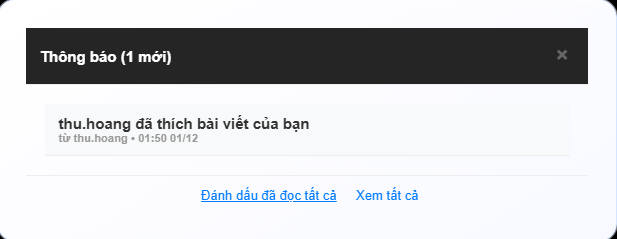 Thông báo (1 mới) ×
thu.hoang đã thích bài viết của bạn
từ thu.hoang • 01:50 01/12
Đánh dấu đã đọc tất cả Xem tất cả